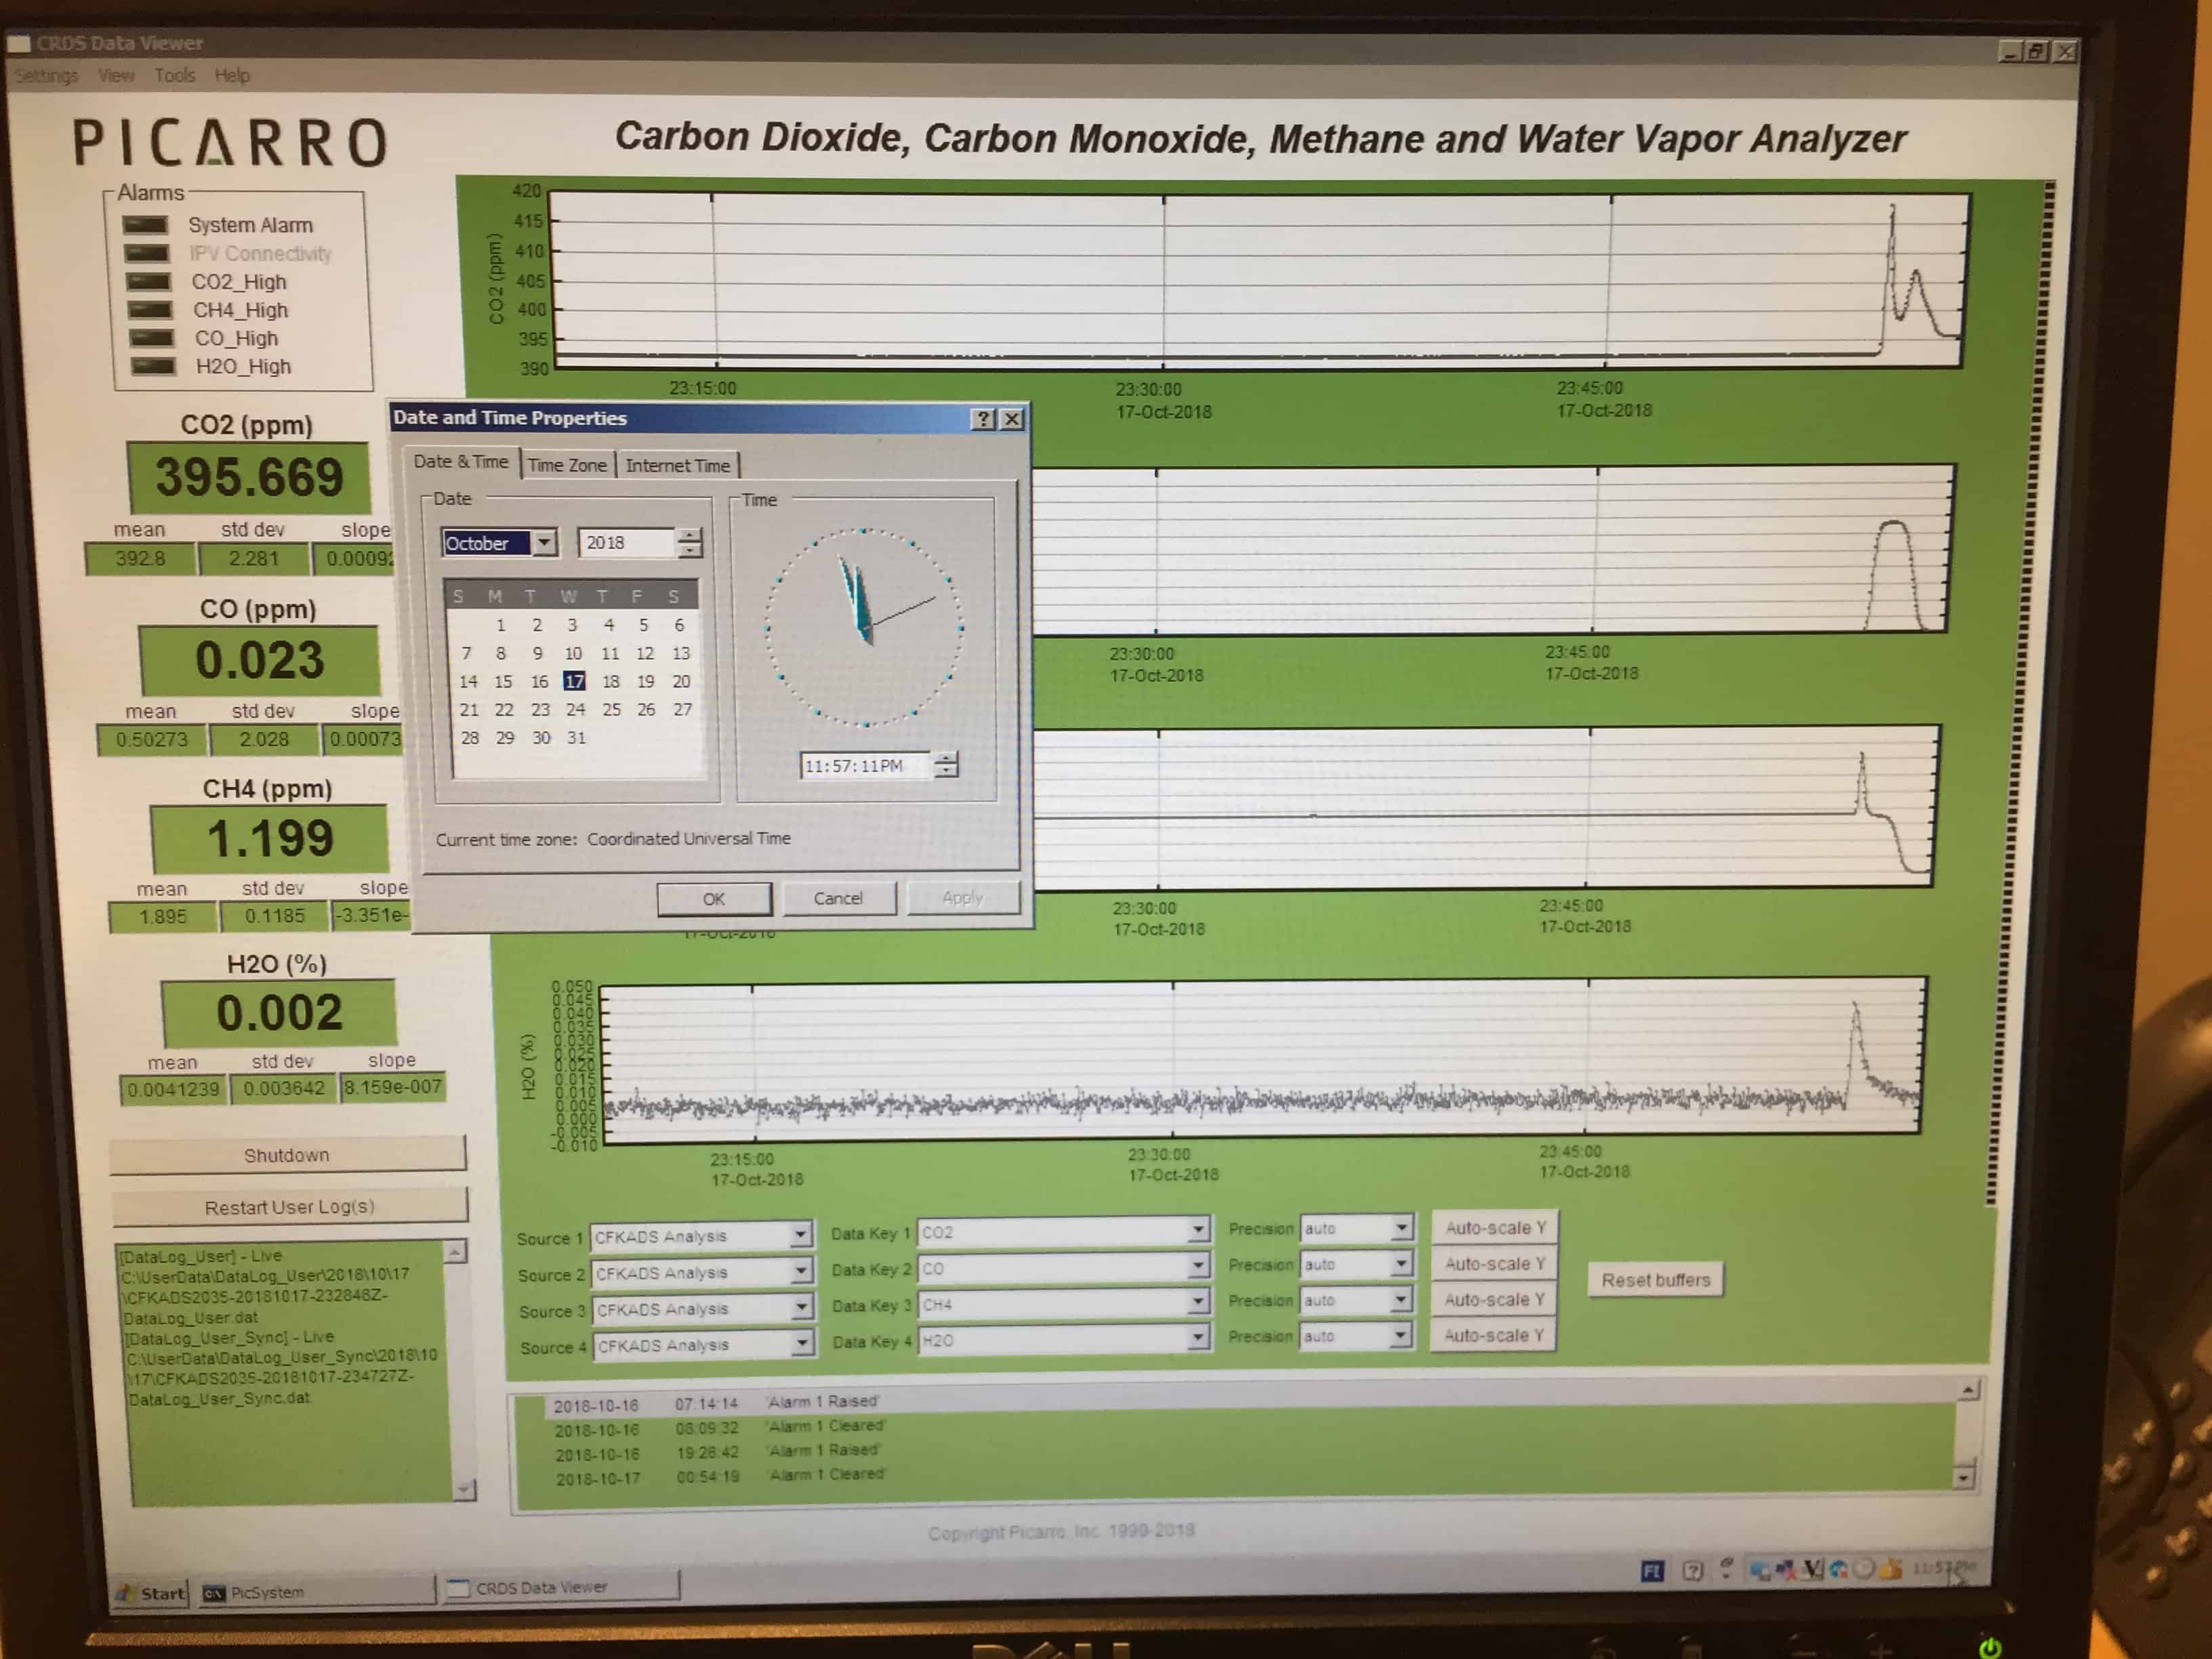 CRDS Data Viewer
Settings View Tools Help
PICARRO
Carbon Dioxide, Carbon Monoxide, Methane and Water Vapor Analyzer
Alarms
System Alarm
IPV Connectivity
CO2_High
CH4_High
CO_High
H2O_High
CO2 (ppm)
395.669
mean std dev slope
392.8 2.281 0.0009
CO (ppm)
0.023
mean std dev slope
0.50273 2.028 0.00073
CH4 (ppm)
1.199
mean std dev slope
1.895 0.1185 -3.351e-
H2O (%)
0.002
mean std dev slope
0.0041239 0.003642 8.159e-007
Shutdown
Restart User Log(s)
[DataLog_User] - Live
C:\UserData\DataLog_User\2018\10\17
\CFKADS2035-20181017-232848Z-
DataLog_User.dat
[DataLog_User_Sync] - Live
C:\UserData\DataLog_User_Sync\2018\10
\17\CFKADS2035-20181017-234727Z-
DataLog_User_Sync.dat
CO2 (ppm)
420
415
410
405
400
395
390
23:15:00 23:30:00 23:45:00
17-Oct-2018 17-Oct-2018
Date and Time Properties
Date & Time Time Zone Internet Time
Date
October 2018
S M T W T F S
1 2 3 4 5 6
7 8 9 10 11 12 13
14 15 16 17 18 19 20
21 22 23 24 25 26 27
28 29 30 31
Time
11:57:11PM
Current time zone: Coordinated Universal Time
OK Cancel Apply
23:30:00 23:45:00
17-Oct-2018 17-Oct-2018
23:30:00 23:45:00
17-Oct-2018 17-Oct-2018 17-Oct-2018
H2O (%)
0.050
0.045
0.040
0.035
0.030
0.025
0.020
0.015
0.010
0.005
0.000
-0.005
-0.010
23:15:00 23:30:00 23:45:00
17-Oct-2018 17-Oct-2018 17-Oct-2018
Source 1 CFKADS Analysis Data Key 1 CO2 Precision auto Auto-scale Y
Source 2 CFKADS Analysis Data Key 2 CO Precision auto Auto-scale Y
Source 3 CFKADS Analysis Data Key 3 CH4 Precision auto Auto-scale Y
Source 4 CFKADS Analysis Data Key 4 H2O Precision auto Auto-scale Y
Reset buffers
2018-10-16 07:14:14 'Alarm 1 Raised'
2018-10-16 08:09:32 'Alarm 1 Cleared'
2018-10-16 19:26:42 'Alarm 1 Raised'
2018-10-17 00:54:19 'Alarm 1 Cleared'
Copyright Picarro, Inc. 1999-2018
Start PicSystem CRDS Data Viewer FI
DELL